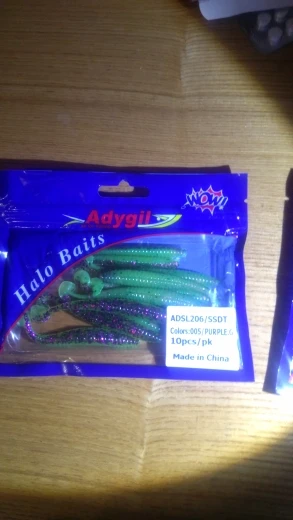 WOW!
Adygil
Halo Baits
ADSL206/SSDT
Colors:005/PURPLE/G
10pcs/pk
Made in China